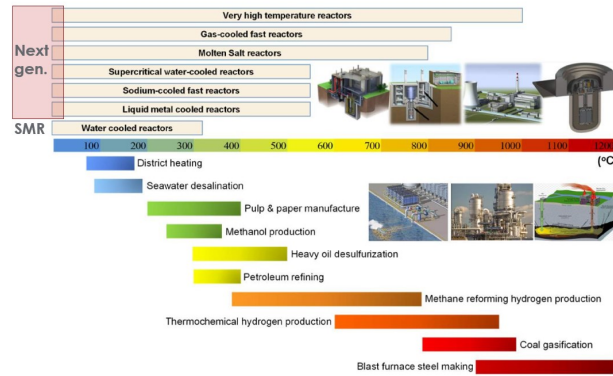 Very high temperature reactors
Gas-cooled fast reactors
Molten Salt reactors
Next
gen.
Supercritical water-cooled reactors
Sodium-cooled fast reactors
Liquid metal cooled reactors
SMR
Water cooled reactors
100 200 300 400 500 600 700 800 900 1000 1100 1200
(°C
District heating
Seawater desalination
Pulp & paper manufacture
Methanol production
Heavy oil desulfurization
Petroleum refining
Methane reforming hydrogen production
Thermochemical hydrogen production
Coal gasification
Blast furnace steel making